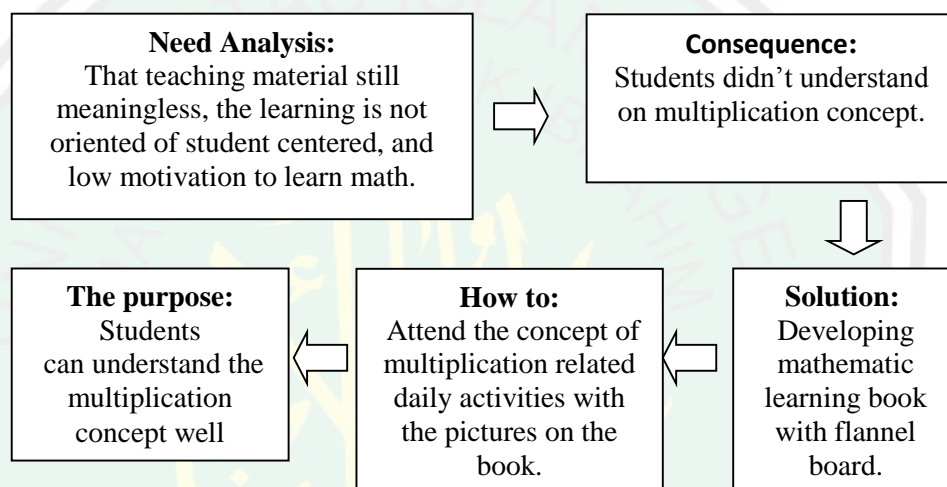 Need Analysis:
That teaching material still
meaningless, the learning is not
oriented of student centered, and
low motivation to learn math.
Consequence:
Students didn’t understand
on multiplication concept.
Solution:
Developing
mathematic
learning book
with flannel
board.
How to:
Attend the concept of
multiplication related
daily activities with
the pictures on the
book.
The purpose:
Students
can understand the
multiplication
concept well